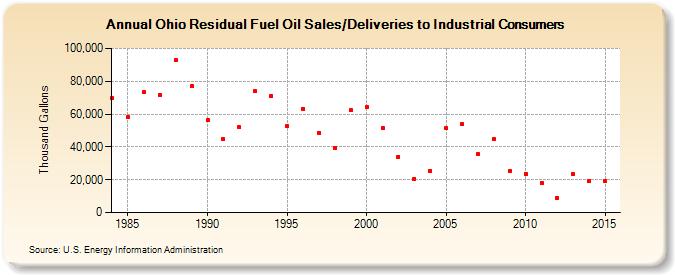 Annual Ohio Residual Fuel Oil Sales/Deliveries to Industrial Consumers
Thousand Gallons
100,000
80,000
60,000
40,000
20,000
0
1985 1990 1995 2000 2005 2010 2015
Source: U.S. Energy Information Administration